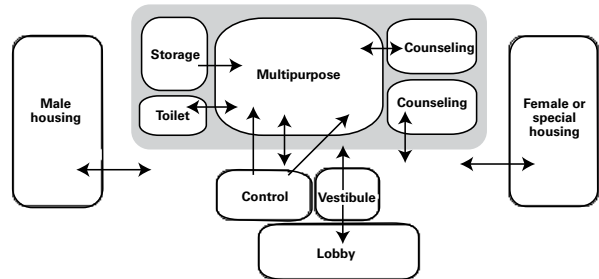 Storage
Multipurpose
Counseling
Male
housing
Toilet
Counseling
Female or
special
housing
Control
Vestibule
Lobby